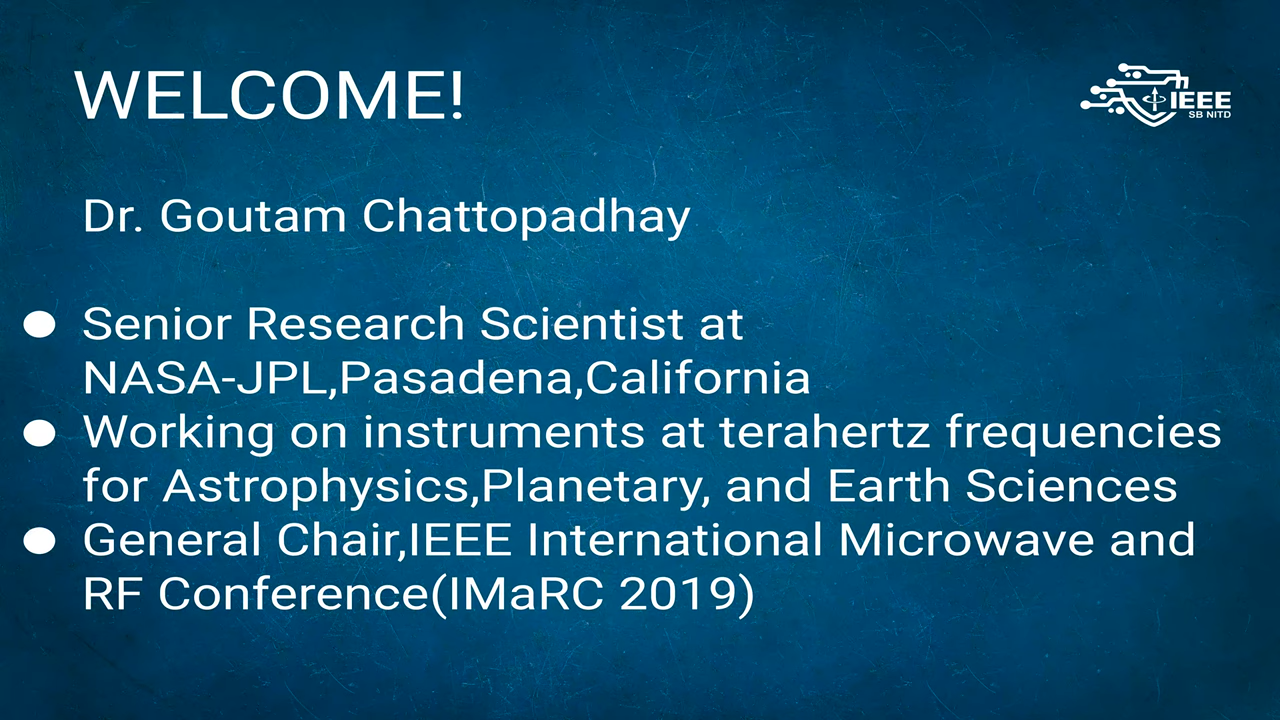 WELCOME!
IEEE
SB NITD
Dr. Goutam Chattopadhay
● Senior Research Scientist at
NASA-JPL,Pasadena,California
● Working on instruments at terahertz frequencies
for Astrophysics,Planetary, and Earth Sciences
● General Chair,IEEE International Microwave and
RF Conference(IMaRC 2019)